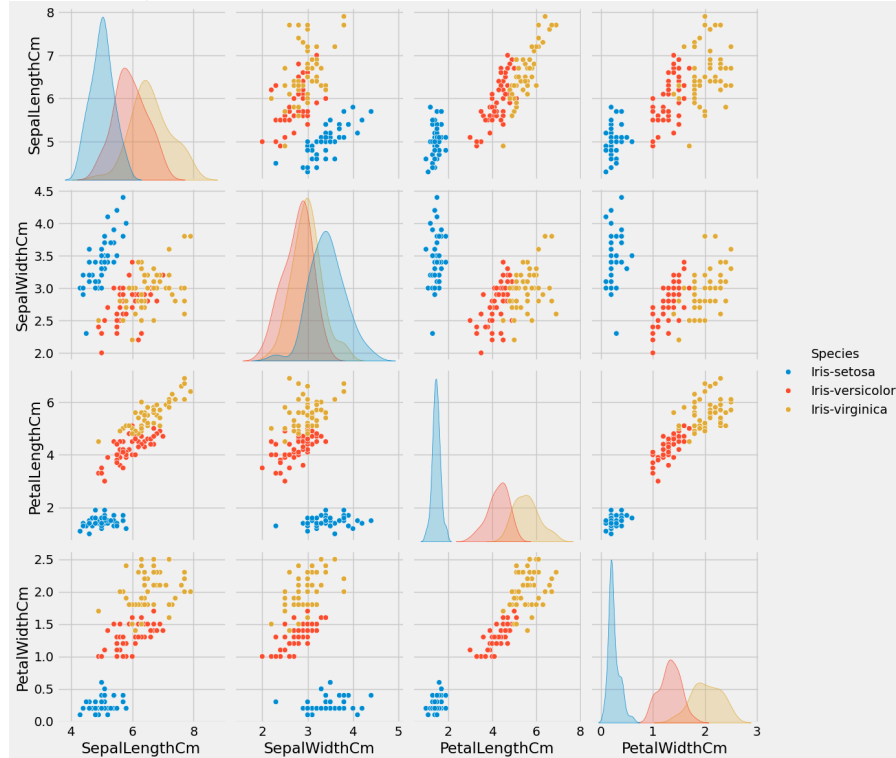 8
7
6
5
SepalLengthCm
4.5
4.0
3.5
3.0
2.5
2.0
SepalWidthCm
Species
Iris-setosa
Iris-versicolor
Iris-virginica
6
4
2
PetalLengthCm
2.5
2.0
1.5
1.0
0.5
0.0
PetalWidthCm
4 6 8 2 3 4 5 2 4 6 8 0 1 2 3
SepalLengthCm SepalWidthCm PetalLengthCm PetalWidthCm